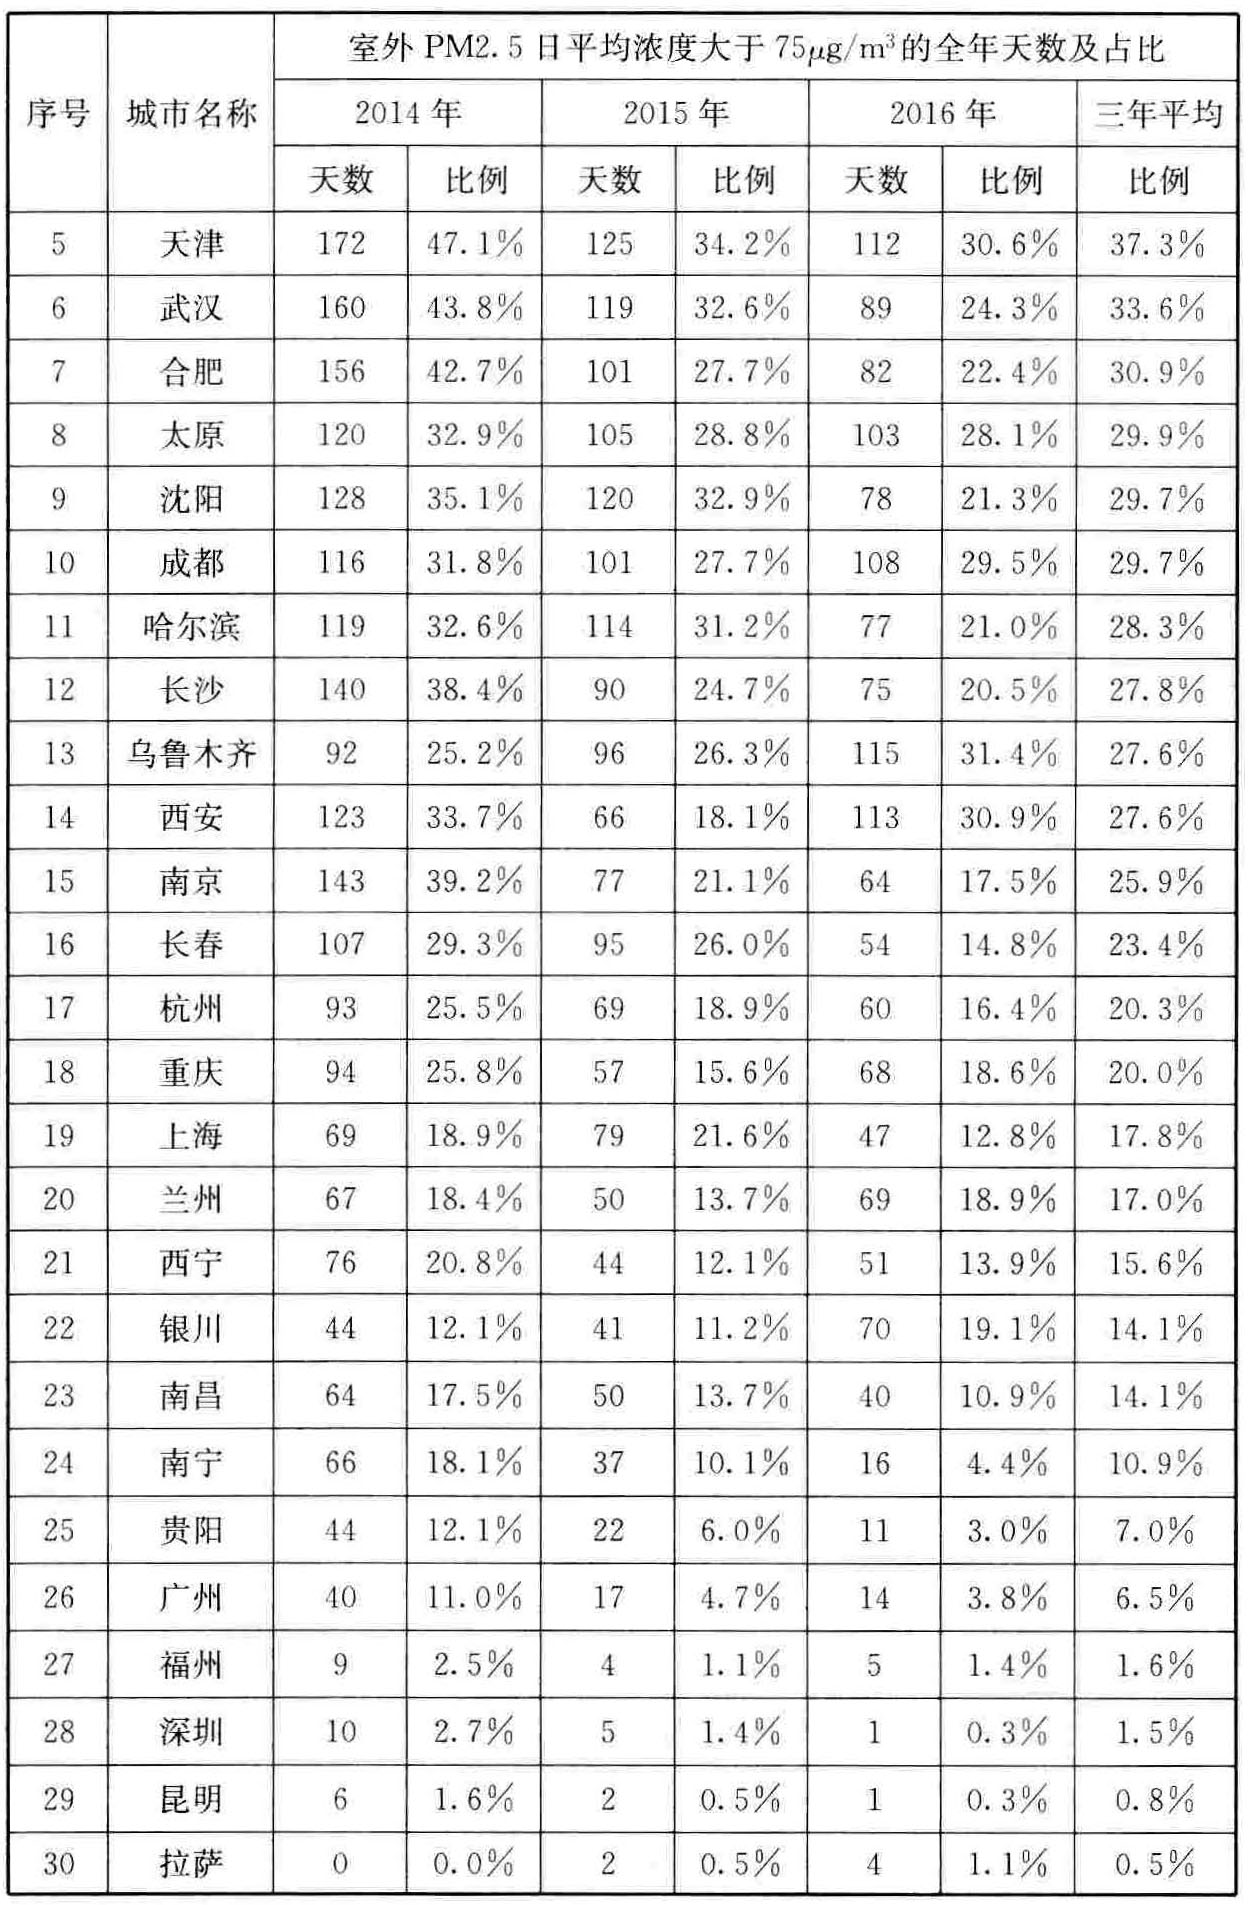 序号 城市名称 室外 PM2.5 日平均浓度大于 75μg/m³的全年天数及占比
2014 年 2015 年 2016 年 三年平均
天数 比例 天数 比例 天数 比例 比例
5 天津 172 47.1% 125 34.2% 112 30.6% 37.3%
6 武汉 160 43.8% 119 32.6% 89 24.3% 33.6%
7 合肥 156 42.7% 101 27.7% 82 22.4% 30.9%
8 太原 120 32.9% 105 28.8% 103 28.1% 29.9%
9 沈阳 128 35.1% 120 32.9% 78 21.3% 29.7%
10 成都 116 31.8% 101 27.7% 108 29.5% 29.7%
11 哈尔滨 119 32.6% 114 31.2% 77 21.0% 28.3%
12 长沙 140 38.4% 90 24.7% 75 20.5% 27.8%
13 乌鲁木齐 92 25.2% 96 26.3% 115 31.4% 27.6%
14 西安 123 33.7% 66 18.1% 113 30.9% 27.6%
15 南京 143 39.2% 77 21.1% 64 17.5% 25.9%
16 长春 107 29.3% 95 26.0% 54 14.8% 23.4%
17 杭州 93 25.5% 69 18.9% 60 16.4% 20.3%
18 重庆 94 25.8% 57 15.6% 68 18.6% 20.0%
19 上海 69 18.9% 79 21.6% 47 12.8% 17.8%
20 兰州 67 18.4% 50 13.7% 69 18.9% 17.0%
21 西宁 76 20.8% 44 12.1% 51 13.9% 15.6%
22 银川 44 12.1% 41 11.2% 70 19.1% 14.1%
23 南昌 64 17.5% 50 13.7% 40 10.9% 14.1%
24 南宁 66 18.1% 37 10.1% 16 4.4% 10.9%
25 贵阳 44 12.1% 22 6.0% 11 3.0% 7.0%
26 广州 40 11.0% 17 4.7% 14 3.8% 6.5%
27 福州 9 2.5% 4 1.1% 5 1.4% 1.6%
28 深圳 10 2.7% 5 1.4% 1 0.3% 1.5%
29 昆明 6 1.6% 2 0.5% 1 0.3% 0.8%
30 拉萨 0 0.0% 2 0.5% 4 1.1% 0.5%